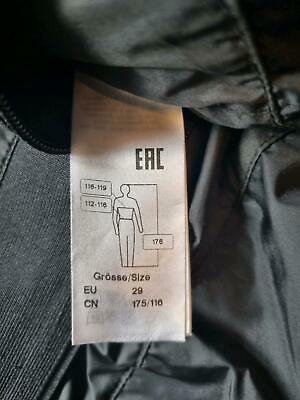 EAC
116-119
112-116
176
Grösse/Size
EU 29
CN 175/116